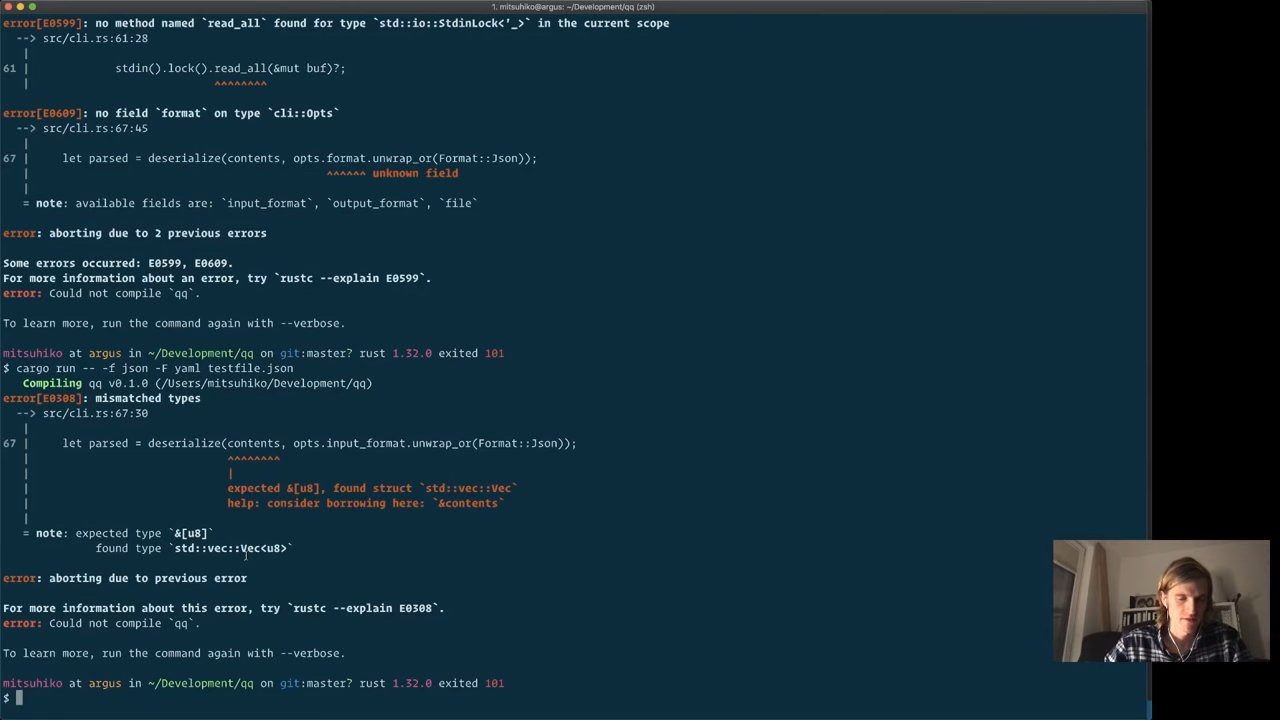 1. mitsuhiko@argus: ~/Development/qq (zsh)
error[E0599]: no method named `read_all` found for type `std::io::StdinLock<'_>` in the current scope
--> src/cli.rs:61:28
|
61 |             stdin().lock().read_all(&mut buf)?;
|                            ^^^^^^^^
error[E0609]: no field `format` on type `cli::Opts`
--> src/cli.rs:67:45
|
67 |     let parsed = deserialize(contents, opts.format.unwrap_or(Format::Json));
|                                             ^^^^^^ unknown field
|
= note: available fields are: `input_format`, `output_format`, `file`
error: aborting due to 2 previous errors
Some errors occurred: E0599, E0609.
For more information about an error, try `rustc --explain E0599`.
error: Could not compile `qq`.
To learn more, run the command again with --verbose.
mitsuhiko at argus in ~/Development/qq on git:master? rust 1.32.0 exited 101
$ cargo run -- -f json -F yaml testfile.json
Compiling qq v0.1.0 (/Users/mitsuhiko/Development/qq)
error[E0308]: mismatched types
--> src/cli.rs:67:30
|
67 |     let parsed = deserialize(contents, opts.input_format.unwrap_or(Format::Json));
|                              ^^^^^^^^
|                              |
|                              expected &[u8], found struct `std::vec::Vec`
|                              help: consider borrowing here: `&contents`
|
= note: expected type `&[u8]`
found type `std::vec::Vec<u8>`
error: aborting due to previous error
For more information about this error, try `rustc --explain E0308`.
error: Could not compile `qq`.
To learn more, run the command again with --verbose.
mitsuhiko at argus in ~/Development/qq on git:master? rust 1.32.0 exited 101
$